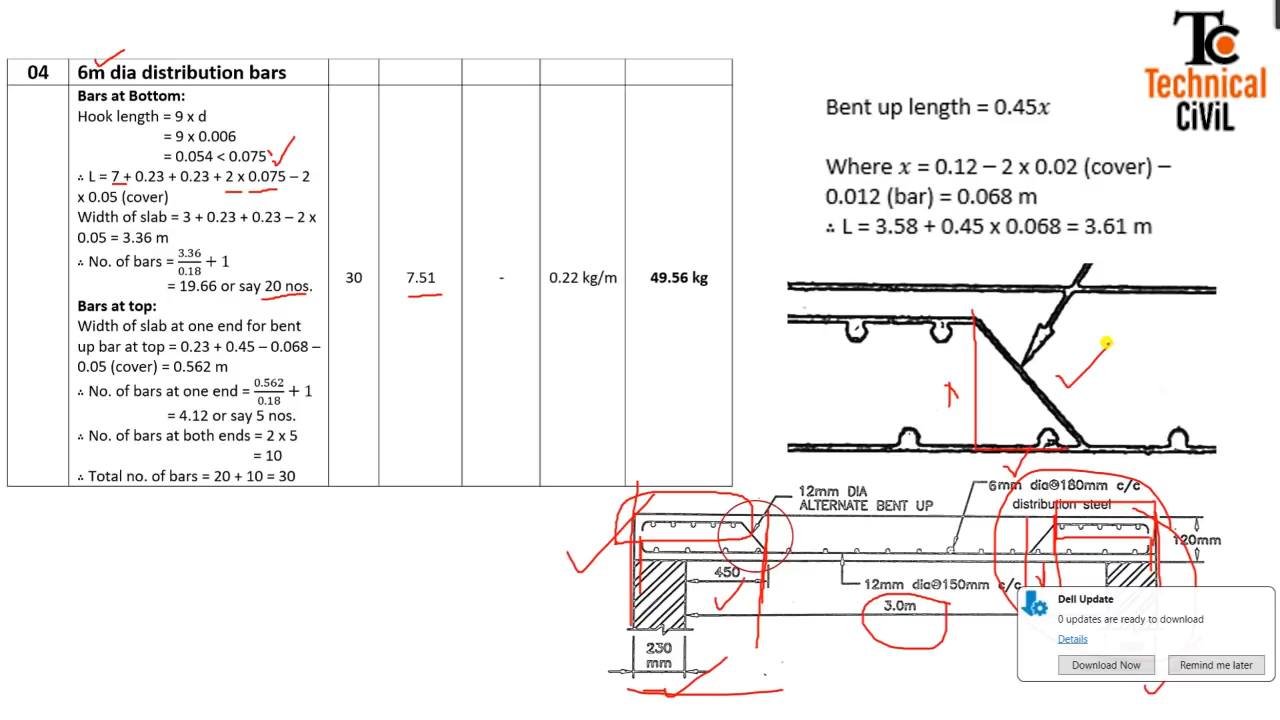 04
6m dia distribution bars
Bars at Bottom:
Hook length = 9 x d
= 9 x 0.006
= 0.054 < 0.075
∴ L = 7 + 0.23 + 0.23 + 2 x 0.075 – 2
x 0.05 (cover)
Width of slab = 3 + 0.23 + 0.23 – 2 x
0.05 = 3.36 m
∴ No. of bars = 3.36/0.18 + 1
= 19.66 or say 20 nos.
Bars at top:
Width of slab at one end for bent
up bar at top = 0.23 + 0.45 – 0.068 –
0.05 (cover) = 0.562 m
∴ No. of bars at one end = 0.562/0.18 + 1
= 4.12 or say 5 nos.
∴ No. of bars at both ends = 2 x 5
= 10
∴ Total no. of bars = 20 + 10 = 30
30
7.51
-
0.22 kg/m
49.56 kg
Tc
Technical
CiViL
Bent up length = 0.45x
Where x = 0.12 – 2 x 0.02 (cover) –
0.012 (bar) = 0.068 m
∴ L = 3.58 + 0.45 x 0.068 = 3.61 m
12mm DIA
ALTERNATE BENT UP
6mm dia@180mm c/c
distribution steel
120mm
450
12mm dia@150mm c/c
3.0m
230
mm
Dell Update
0 updates are ready to download
Details
Download Now
Remind me later